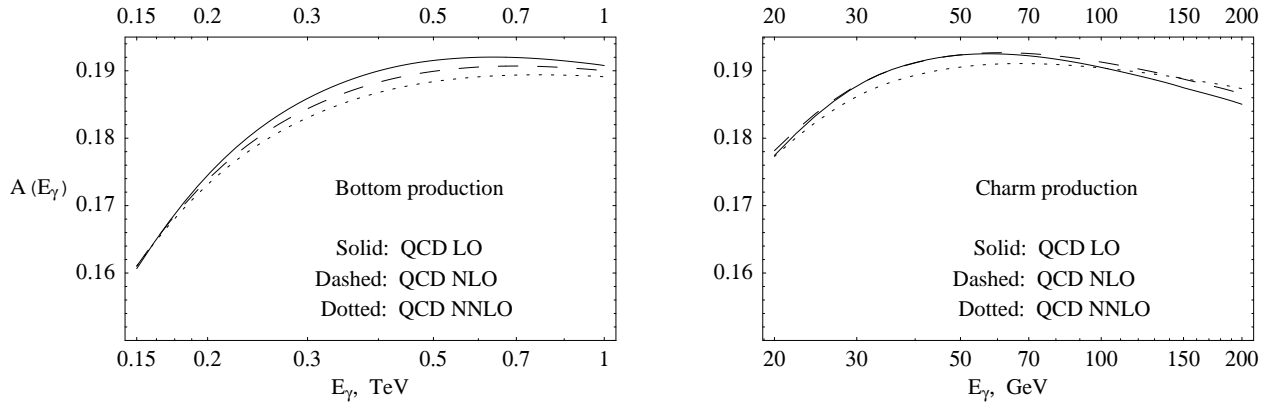 0.15 0.2 0.3 0.5 0.7 1
0.19
0.18
A (Eγ)
0.17
0.16
Bottom production
Solid: QCD LO
Dashed: QCD NLO
Dotted: QCD NNLO
0.15 0.2 0.3 0.5 0.7 1
Eγ, TeV
20 30 50 70 100 150 200
0.19
0.18
0.17
0.16
Charm production
Solid: QCD LO
Dashed: QCD NLO
Dotted: QCD NNLO
20 30 50 70 100 150 200
Eγ, GeV